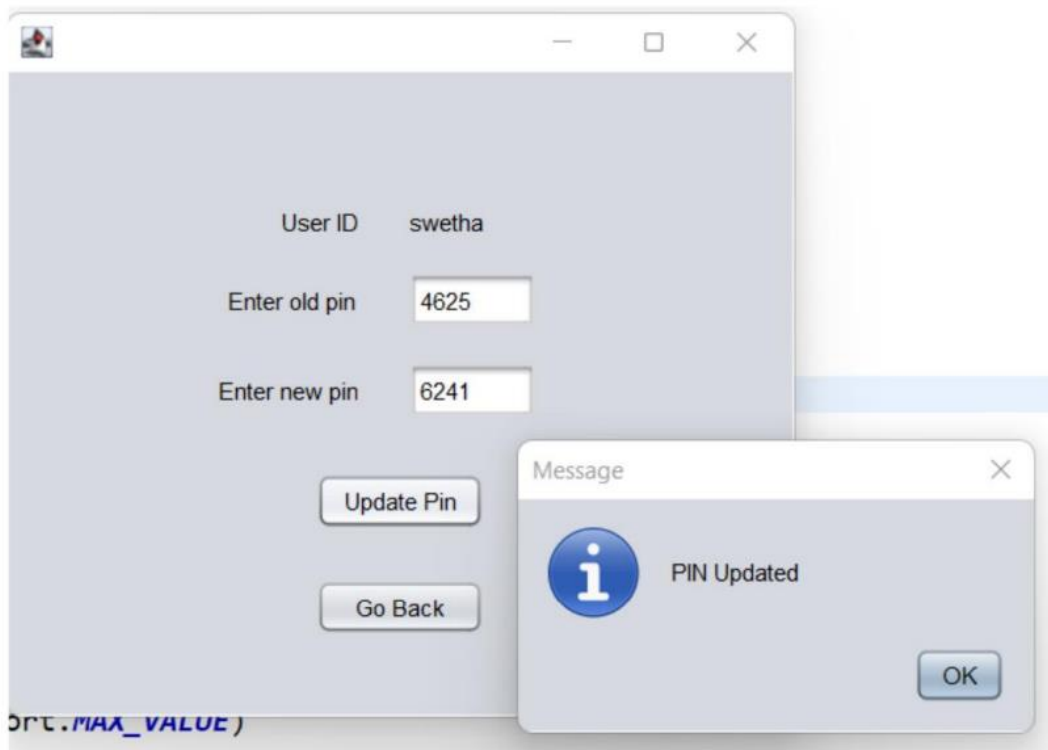 User ID swetha
Enter old pin 4625
Enter new pin 6241
Update Pin
Message
PIN Updated
Go Back
OK
ort.MAX_VALUE)